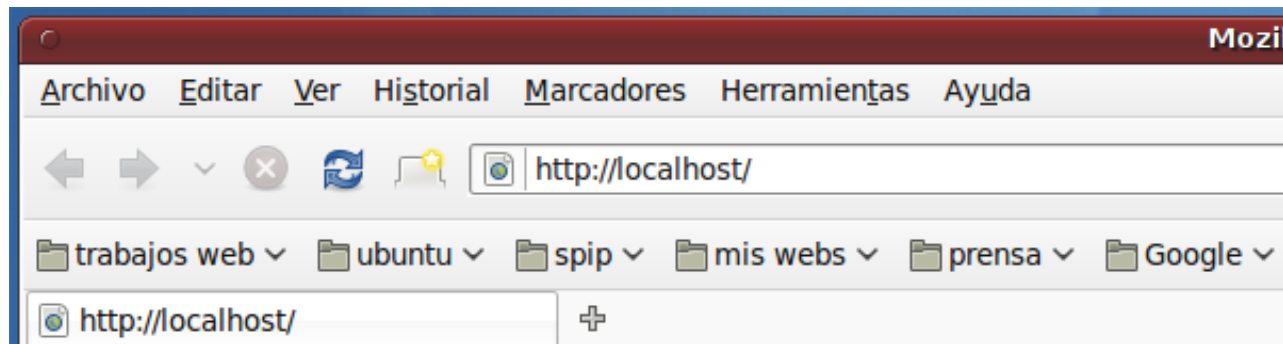 Mozil
Archivo Editar Ver Historial Marcadores Herramientas Ayuda
http://localhost/
trabajos web ubuntu spip mis webs prensa Google
http://localhost/